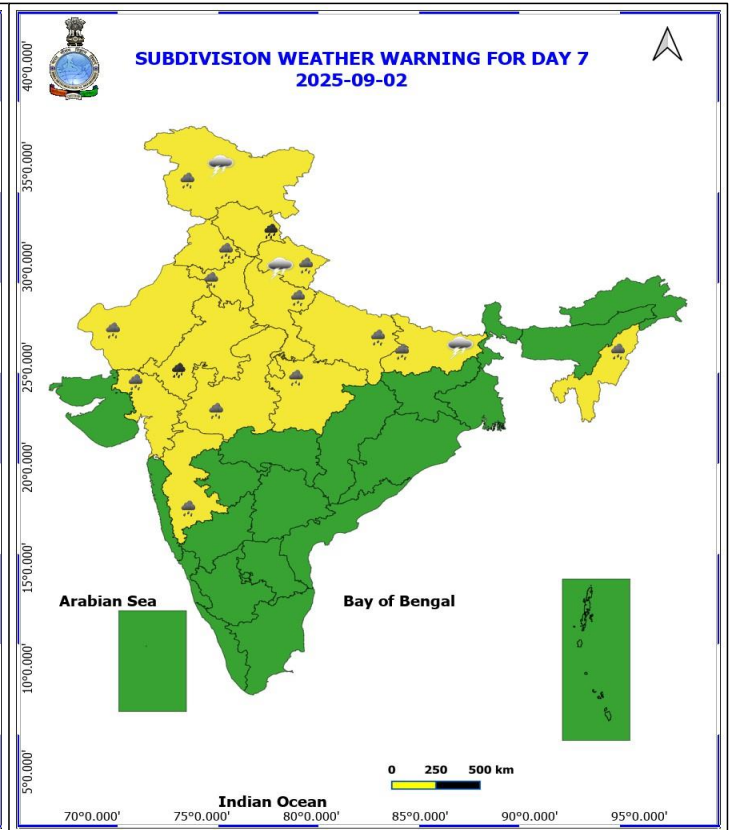 SUBDIVISION WEATHER WARNING FOR DAY 7
2025-09-02
40°0.000'
35°0.000'
30°0.000'
25°0.000'
20°0.000'
15°0.000'
Arabian Sea
Bay of Bengal
10°0.000'
5°0.000'
0 250 500 km
Indian Ocean
70°0.000' 75°0.000' 80°0.000' 85°0.000' 90°0.000' 95°0.000'